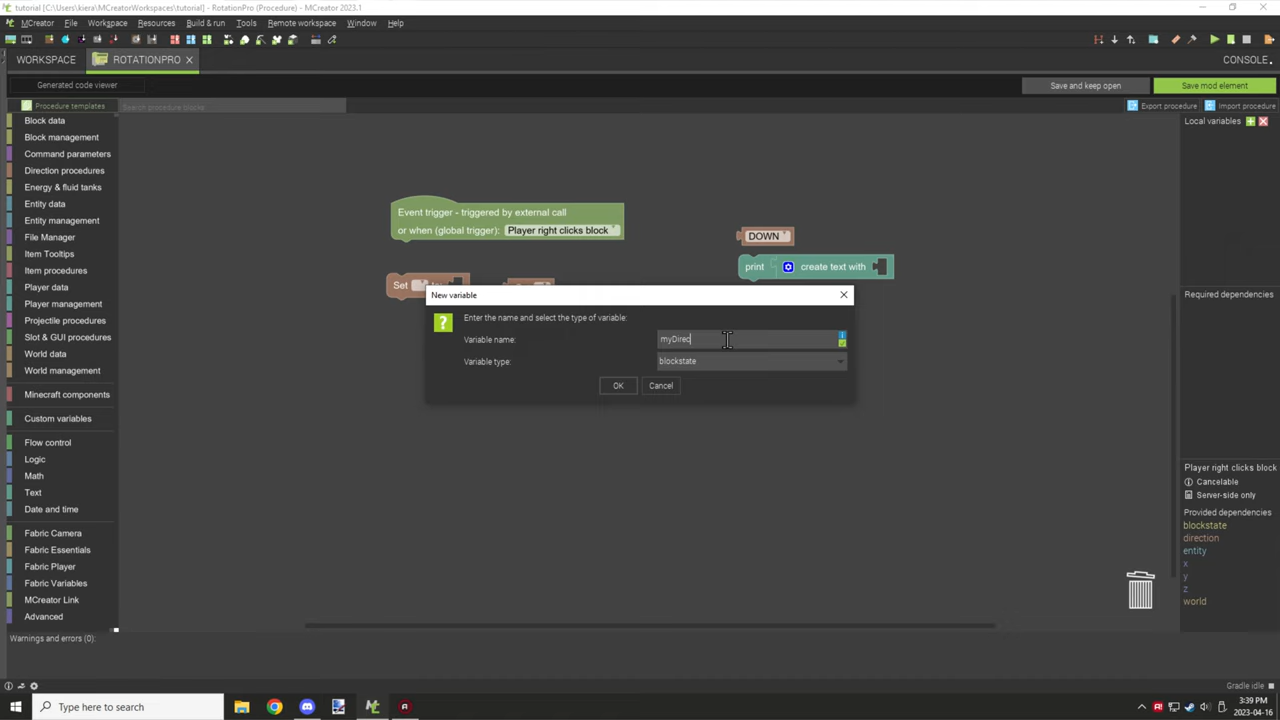 tutorial [C:\Users\kiera\MCreatorWorkspaces\tutorial] - RotationPro (Procedure) - MCreator 2023.1
MCreator File Workspace Resources Build & run Tools Remote workspace Window Help
WORKSPACE ROTATIONPRO CONSOLE
Generated code viewer Save and keep open Save mod element
Procedure templates Search procedure blocks Export procedure Import procedure
Block data
Block management
Command parameters
Direction procedures
Energy & fluid tanks
Entity data
Entity management
File Manager
Item Tooltips
Item procedures
Player data
Player management
Projectile procedures
Slot & GUI procedures
World data
World management
Minecraft components
Custom variables
Flow control
Logic
Math
Text
Date and time
Fabric Camera
Fabric Essentials
Fabric Player
Fabric Variables
MCreator Link
Advanced
Event trigger - triggered by external call
or when (global trigger): Player right clicks block
Set
DOWN
print create text with
New variable
Enter the name and select the type of variable:
Variable name: myDirec
Variable type: blockstate
OK Cancel
Local variables
Required dependencies
Player right clicks block
Cancelable
Server-side only
Provided dependencies
blockstate
direction
entity
x
y
z
world
Warnings and errors (0):
Gradle idle
Type here to search
3:39 PM
2023-04-16